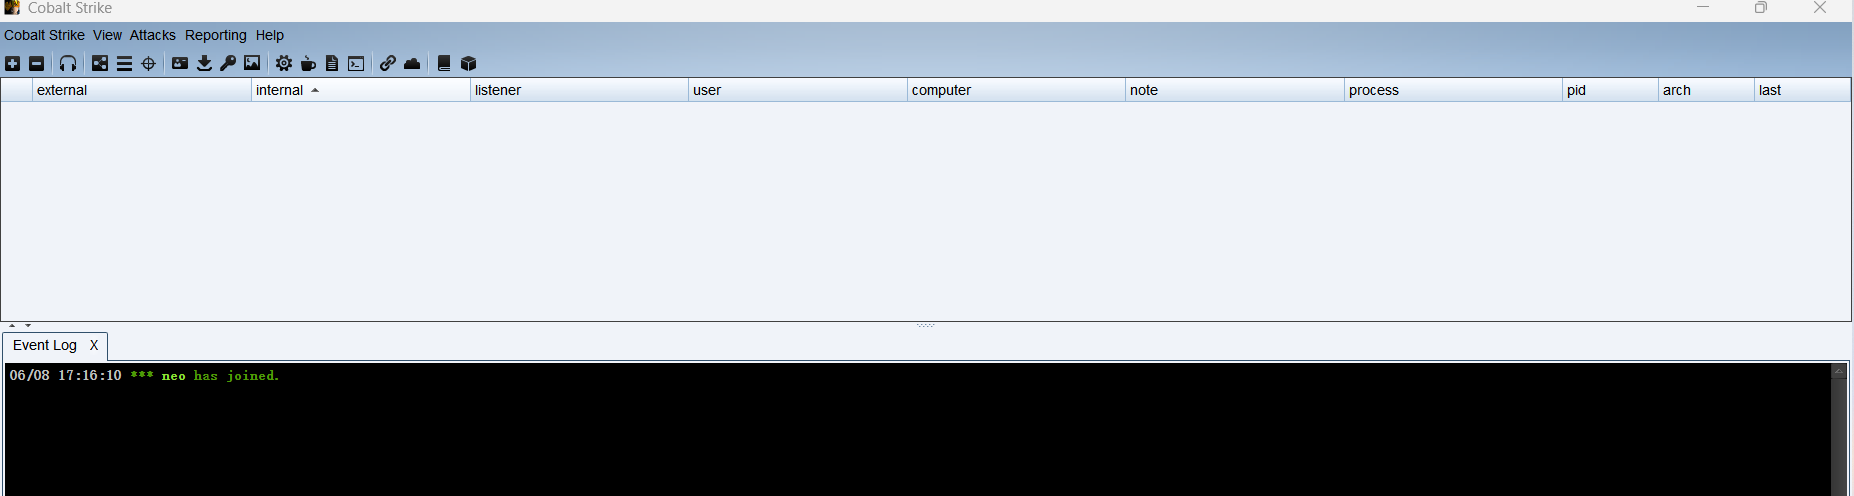 Cobalt Strike
Cobalt Strike View Attacks Reporting Help
external internal listener user computer note process pid arch last
Event Log X
06/08 17:16:10 *** neo has joined.